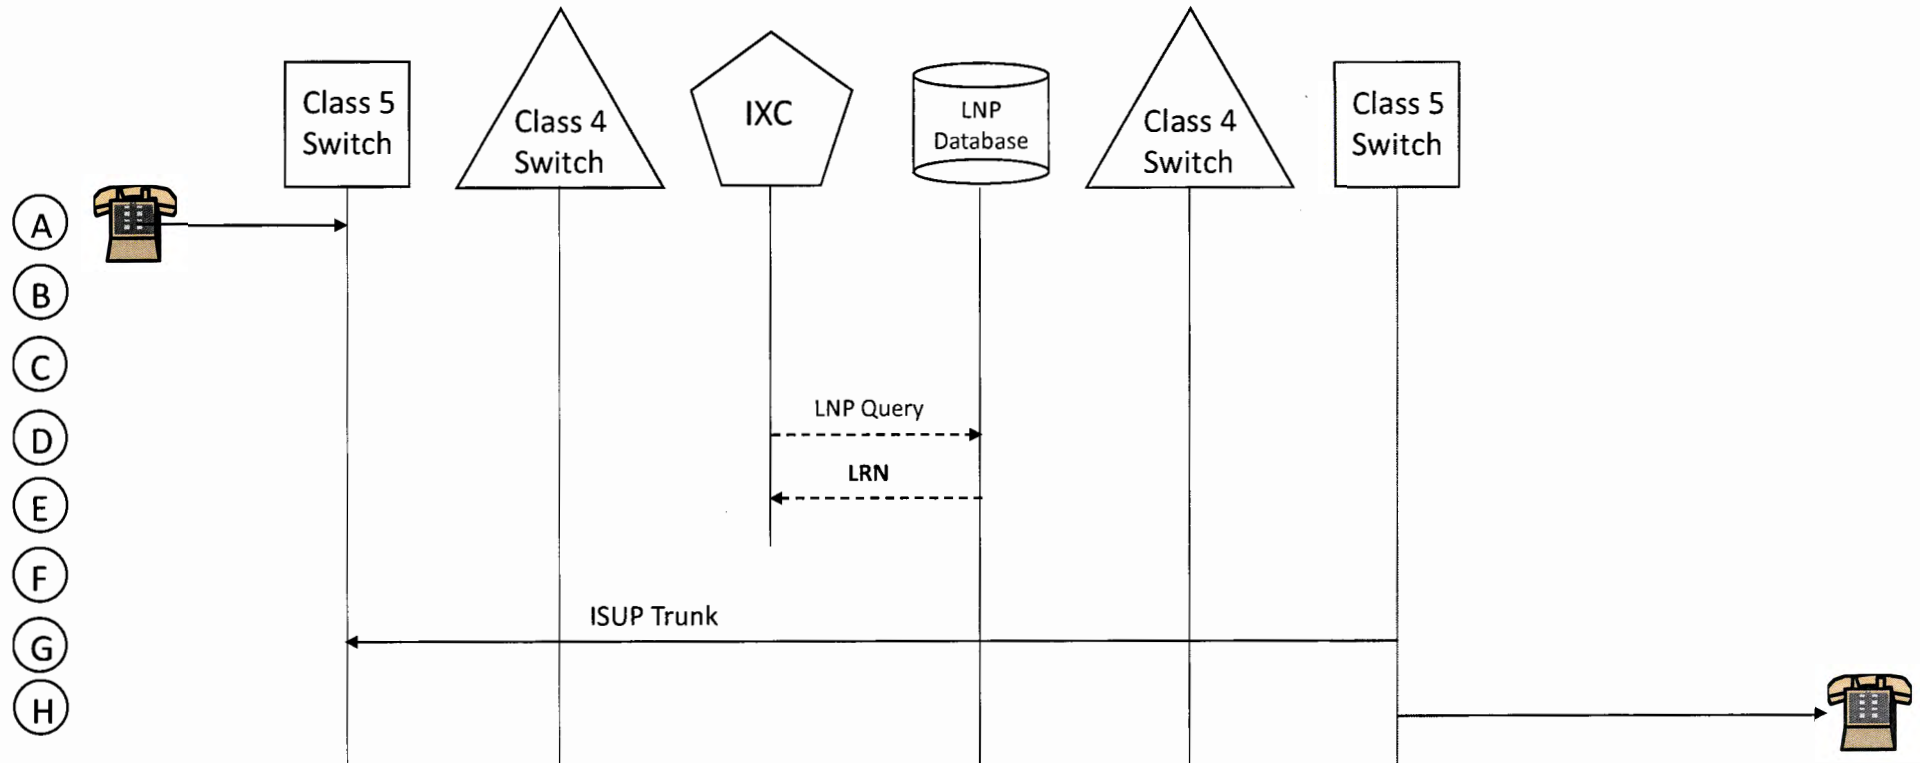 Class 5
Switch
Class 4
Switch
IXC
LNP
Database
Class 4
Switch
Class 5
Switch
A
B
C
LNP Query
D
LRN
E
F
ISUP Trunk
G
H